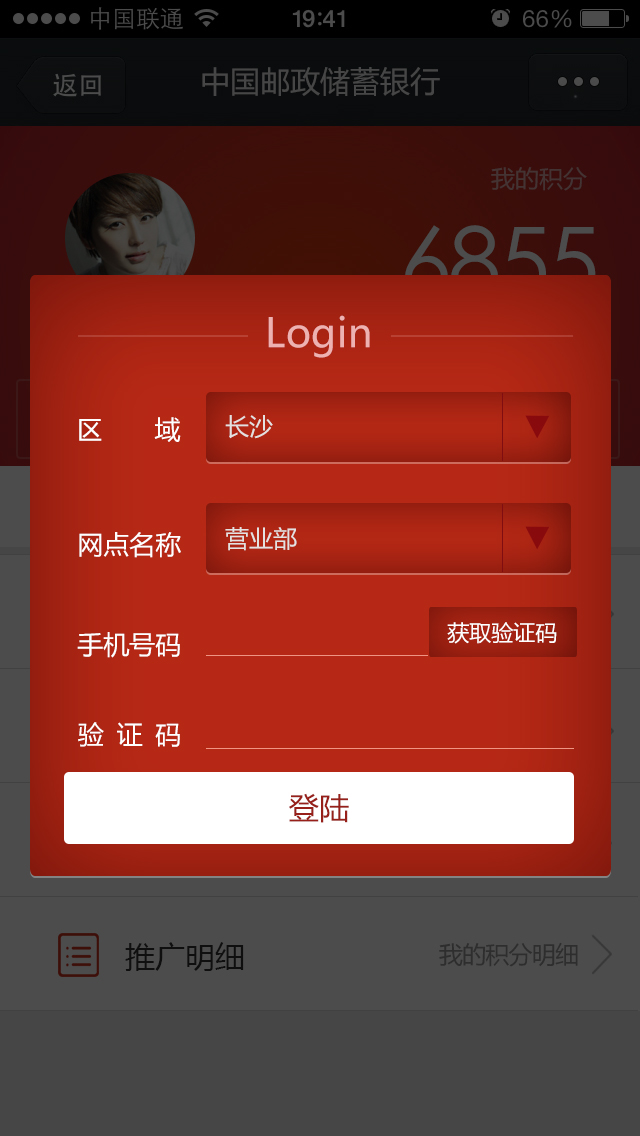 中国联通 19:41 66%
返回 中国邮政储蓄银行
我的积分
6855
Login
区 域 长沙
网点名称 营业部
手机号码 获取验证码
验证码
登陆
推广明细 我的积分明细